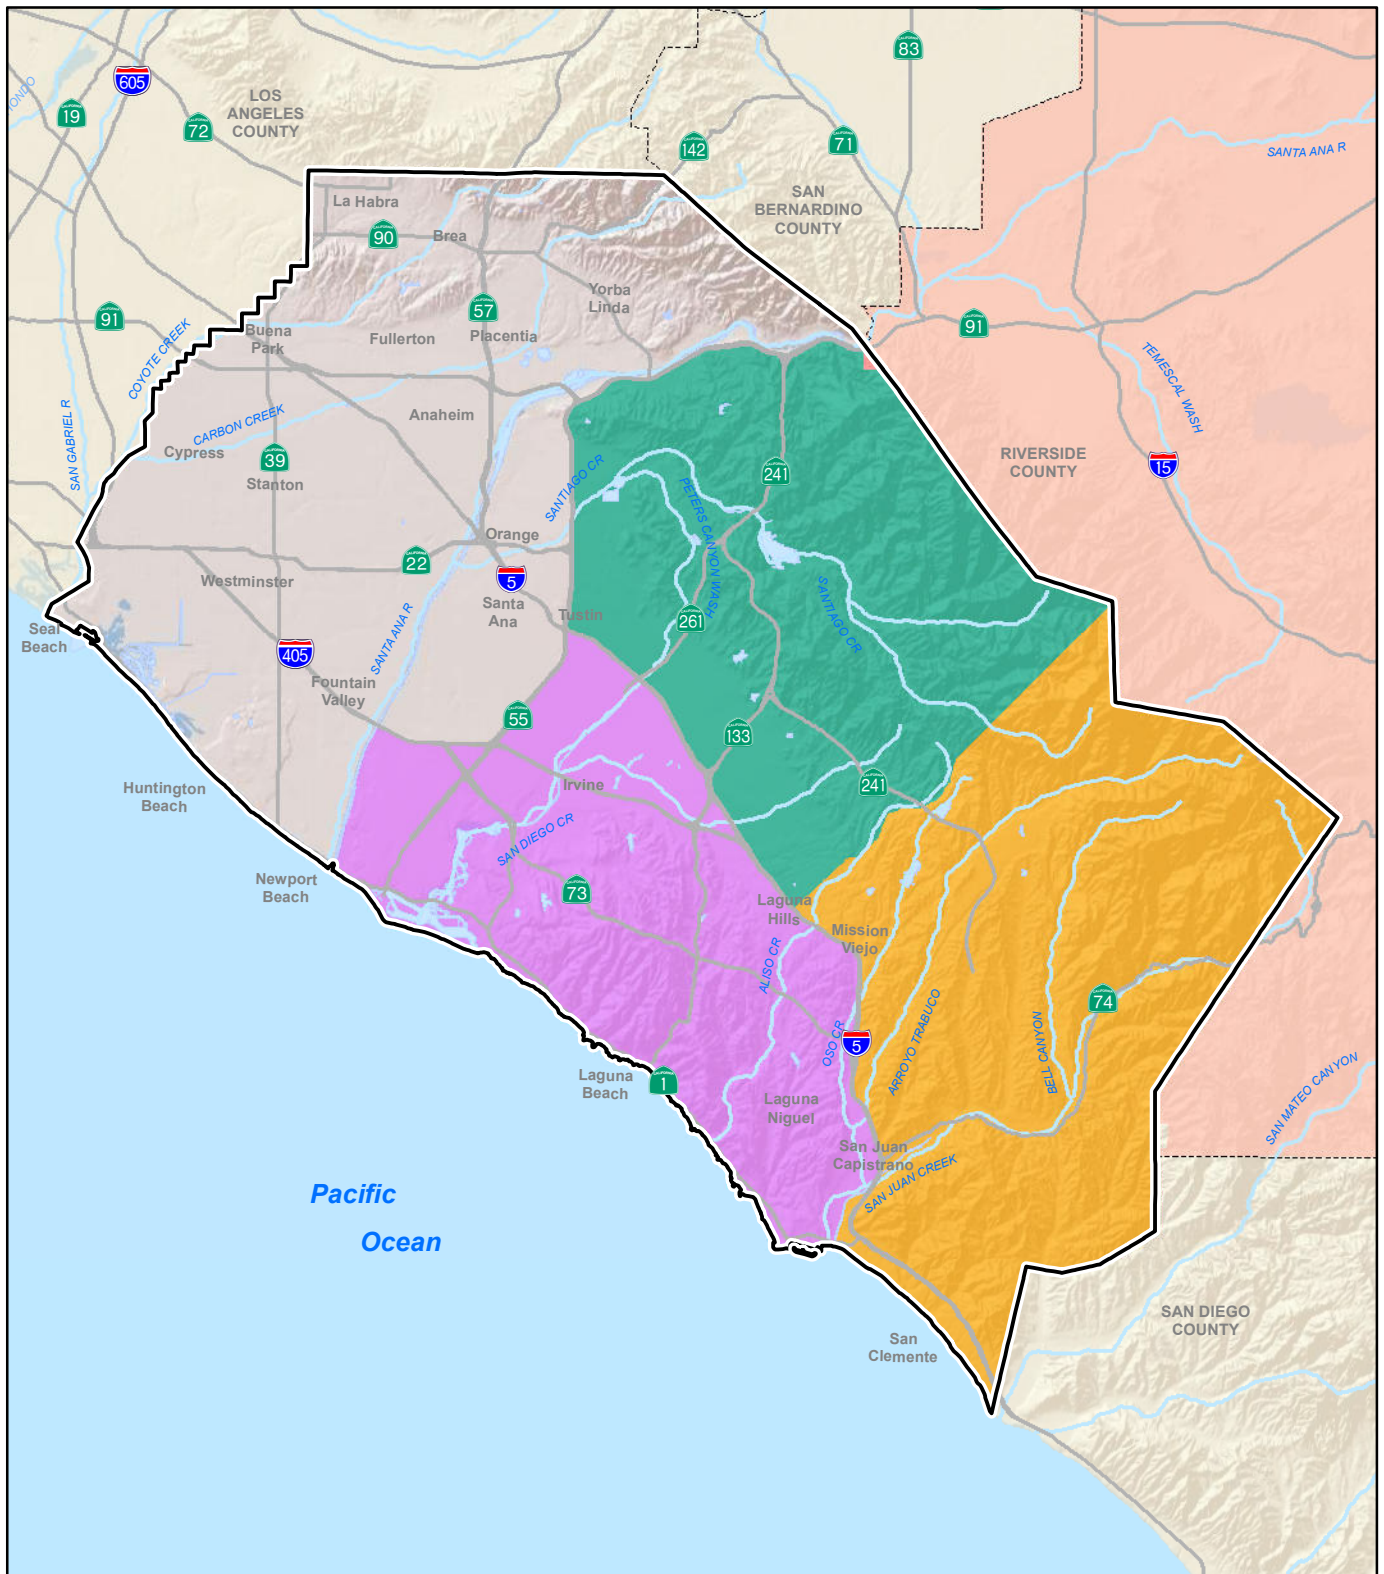 83
605
LOS
ANGELES
COUNTY
19
72
142
71
SANTA ANA R
SAN
BERNARDINO
COUNTY
La Habra
90
Brea
Yorba
Linda
57
91
Buena
Park
Fullerton
Placentia
91
COYOTE CREEK
TEMESCAL WASH
SAN GABRIEL R
CARBON CREEK
Anaheim
Cypress
39
Stanton
SANTIAGO CR
241
RIVERSIDE
COUNTY
15
PETERS CANYON WASH
Orange
22
5
Westminster
Santa
Ana
Tustin
261
S SANTIAGO CR
Seal
Beach
SANTA ANA R
405
Fountain
Valley
55
133
Huntington
Beach
Irvine
241
SAN DIEGO CR
73
Newport
Beach
Laguna
Hills
Mission
Viejo
ALISO CR
74
OSO CR
5
ARROYO TRABUCO
BELL CANYON
Laguna
Beach
1
Laguna
Niguel
SAN MATEO CANYON
San Juan
Capistrano
SAN JUAN CREEK
Pacific
Ocean
SAN DIEGO
COUNTY
San
Clemente